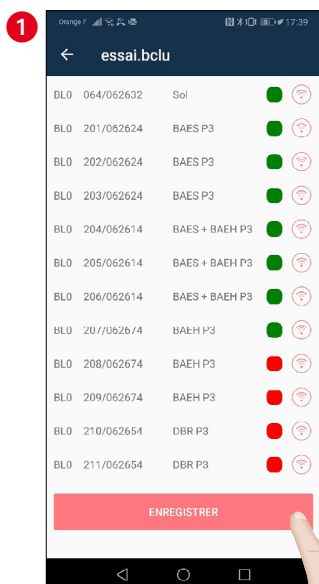 1
Orange F 17:39
essai.bclu
BL0 064/062632 Sol
BL0 201/062624 BAES P3
BL0 202/062624 BAES P3
BL0 203/062624 BAES P3
BL0 204/062614 BAES + BAEH P3
BL0 205/062614 BAES + BAEH P3
BL0 206/062614 BAES + BAEH P3
BL0 207/062674 BAEH P3
BL0 208/062674 BAEH P3
BL0 209/062674 BAEH P3
BL0 210/062654 DBR P3
BL0 211/062654 DBR P3
ENREGISTRER